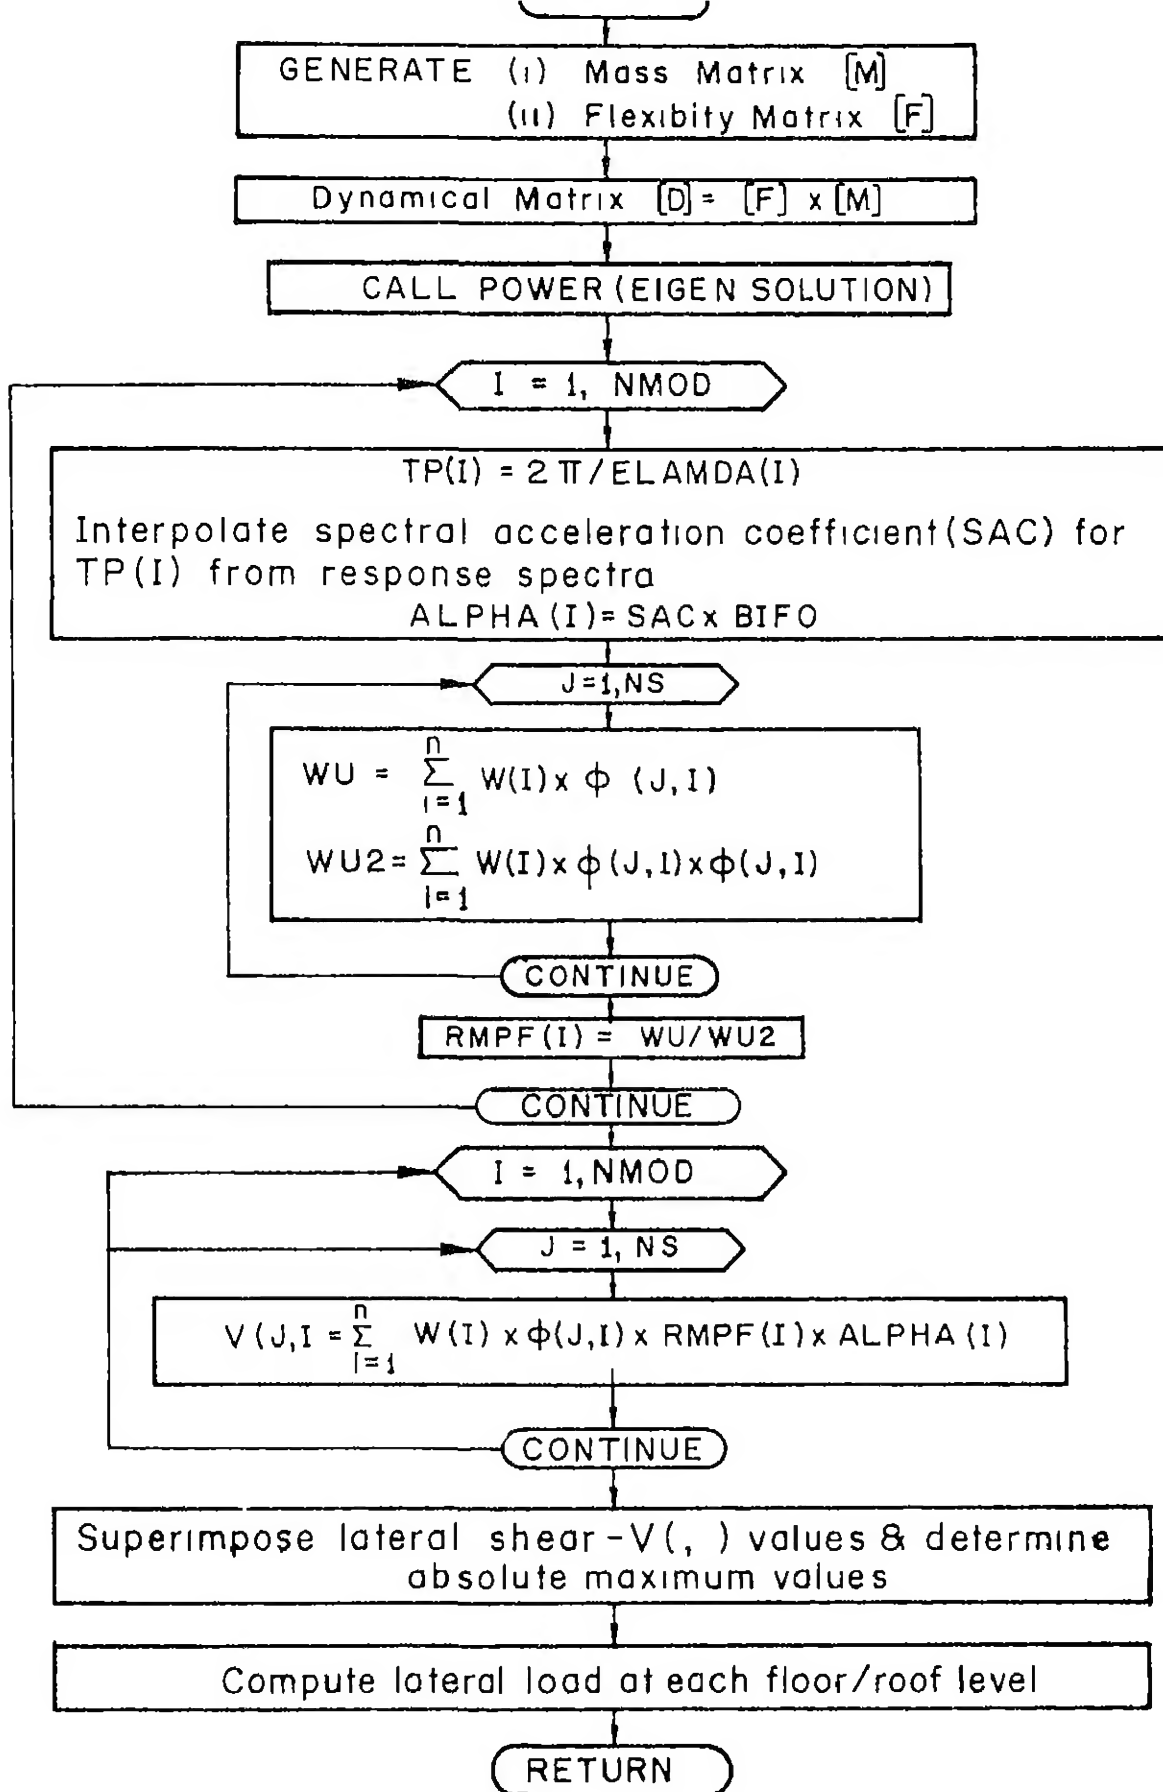 GENERATE (i) Mass Matrix [M]
(ii) Flexibity Matrix [F]
Dynamical Matrix [D] = [F] x [M]
CALL POWER (EIGEN SOLUTION)
I = 1, NMOD
TP(I) = 2 π / ELAMDA(I)
Interpolate spectral acceleration coefficient (SAC) for
TP(I) from response spectra
ALPHA (I) = SAC x BIFO
J=1, NS
WU = n Σ i=1 W(I) x ϕ (J, I)
WU2 = n Σ i=1 W(I) x ϕ (J, I) x ϕ (J, I)
CONTINUE
RMPF (I) = WU/WU2
CONTINUE
I = 1, NMOD
J = 1, NS
V (J, I = n Σ i=1 W (I) x ϕ (J, I) x RMPF (I) x ALPHA (I)
CONTINUE
Superimpose lateral shear -V( , ) values & determine
absolute maximum values
Compute lateral load at each floor/roof level
RETURN